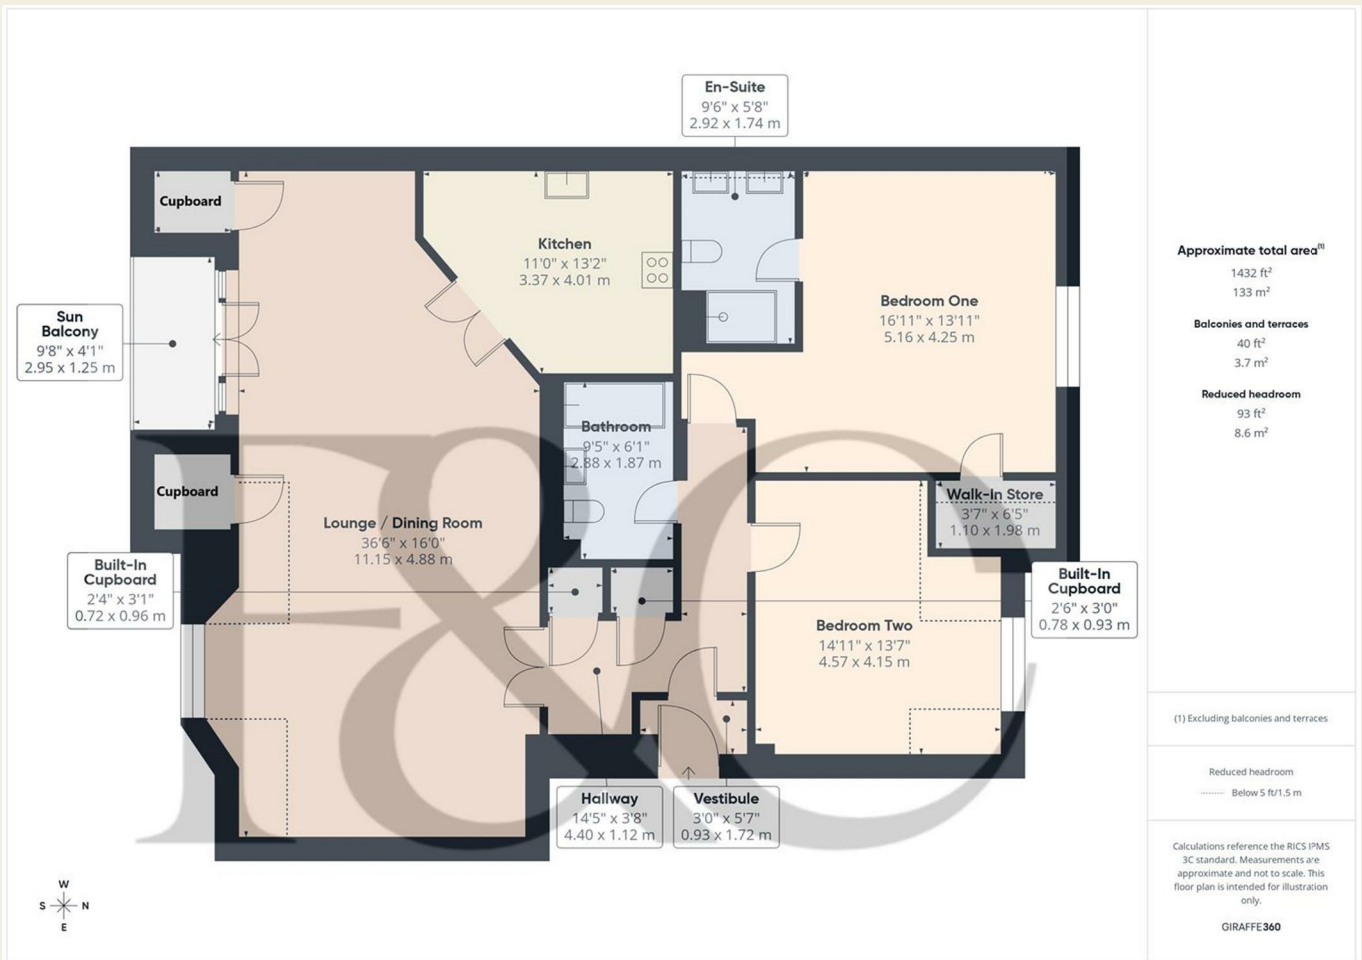 En-Suite
9'6" x 5'8"
2.92 x 1.74 m
Cupboard
Kitchen
11'0" x 13'2"
3.37 x 4.01 m
Bedroom One
16'11" x 13'11"
5.16 x 4.25 m
Sun
Balcony
9'8" x 4'1"
2.95 x 1.25 m
Bathroom
9'5" x 6'1"
2.88 x 1.87 m
Cupboard
Lounge / Dining Room
36'6" x 16'0"
11.15 x 4.88 m
Walk-In Store
3'7" x 6'5"
1.10 x 1.98 m
Built-In
Cupboard
2'4" x 3'1"
0.72 x 0.96 m
Built-In
Cupboard
2'6" x 3'0"
0.78 x 0.93 m
Bedroom Two
14'11" x 13'7"
4.57 x 4.15 m
Hallway
14'5" x 3'8"
4.40 x 1.12 m
Vestibule
3'0" x 5'7"
0.93 x 1.72 m
F&C
W
S N
E
Approximate total area(1)
1432 ft²
133 m²
Balconies and terraces
40 ft²
3.7 m²
Reduced headroom
93 ft²
8.6 m²
(1) Excluding balconies and terraces
Reduced headroom
Below 5 ft/1.5 m
Calculations reference the RICS IPMS
3C standard. Measurements are
approximate and not to scale. This
floor plan is intended for illustration
only.
GIRAFFE360